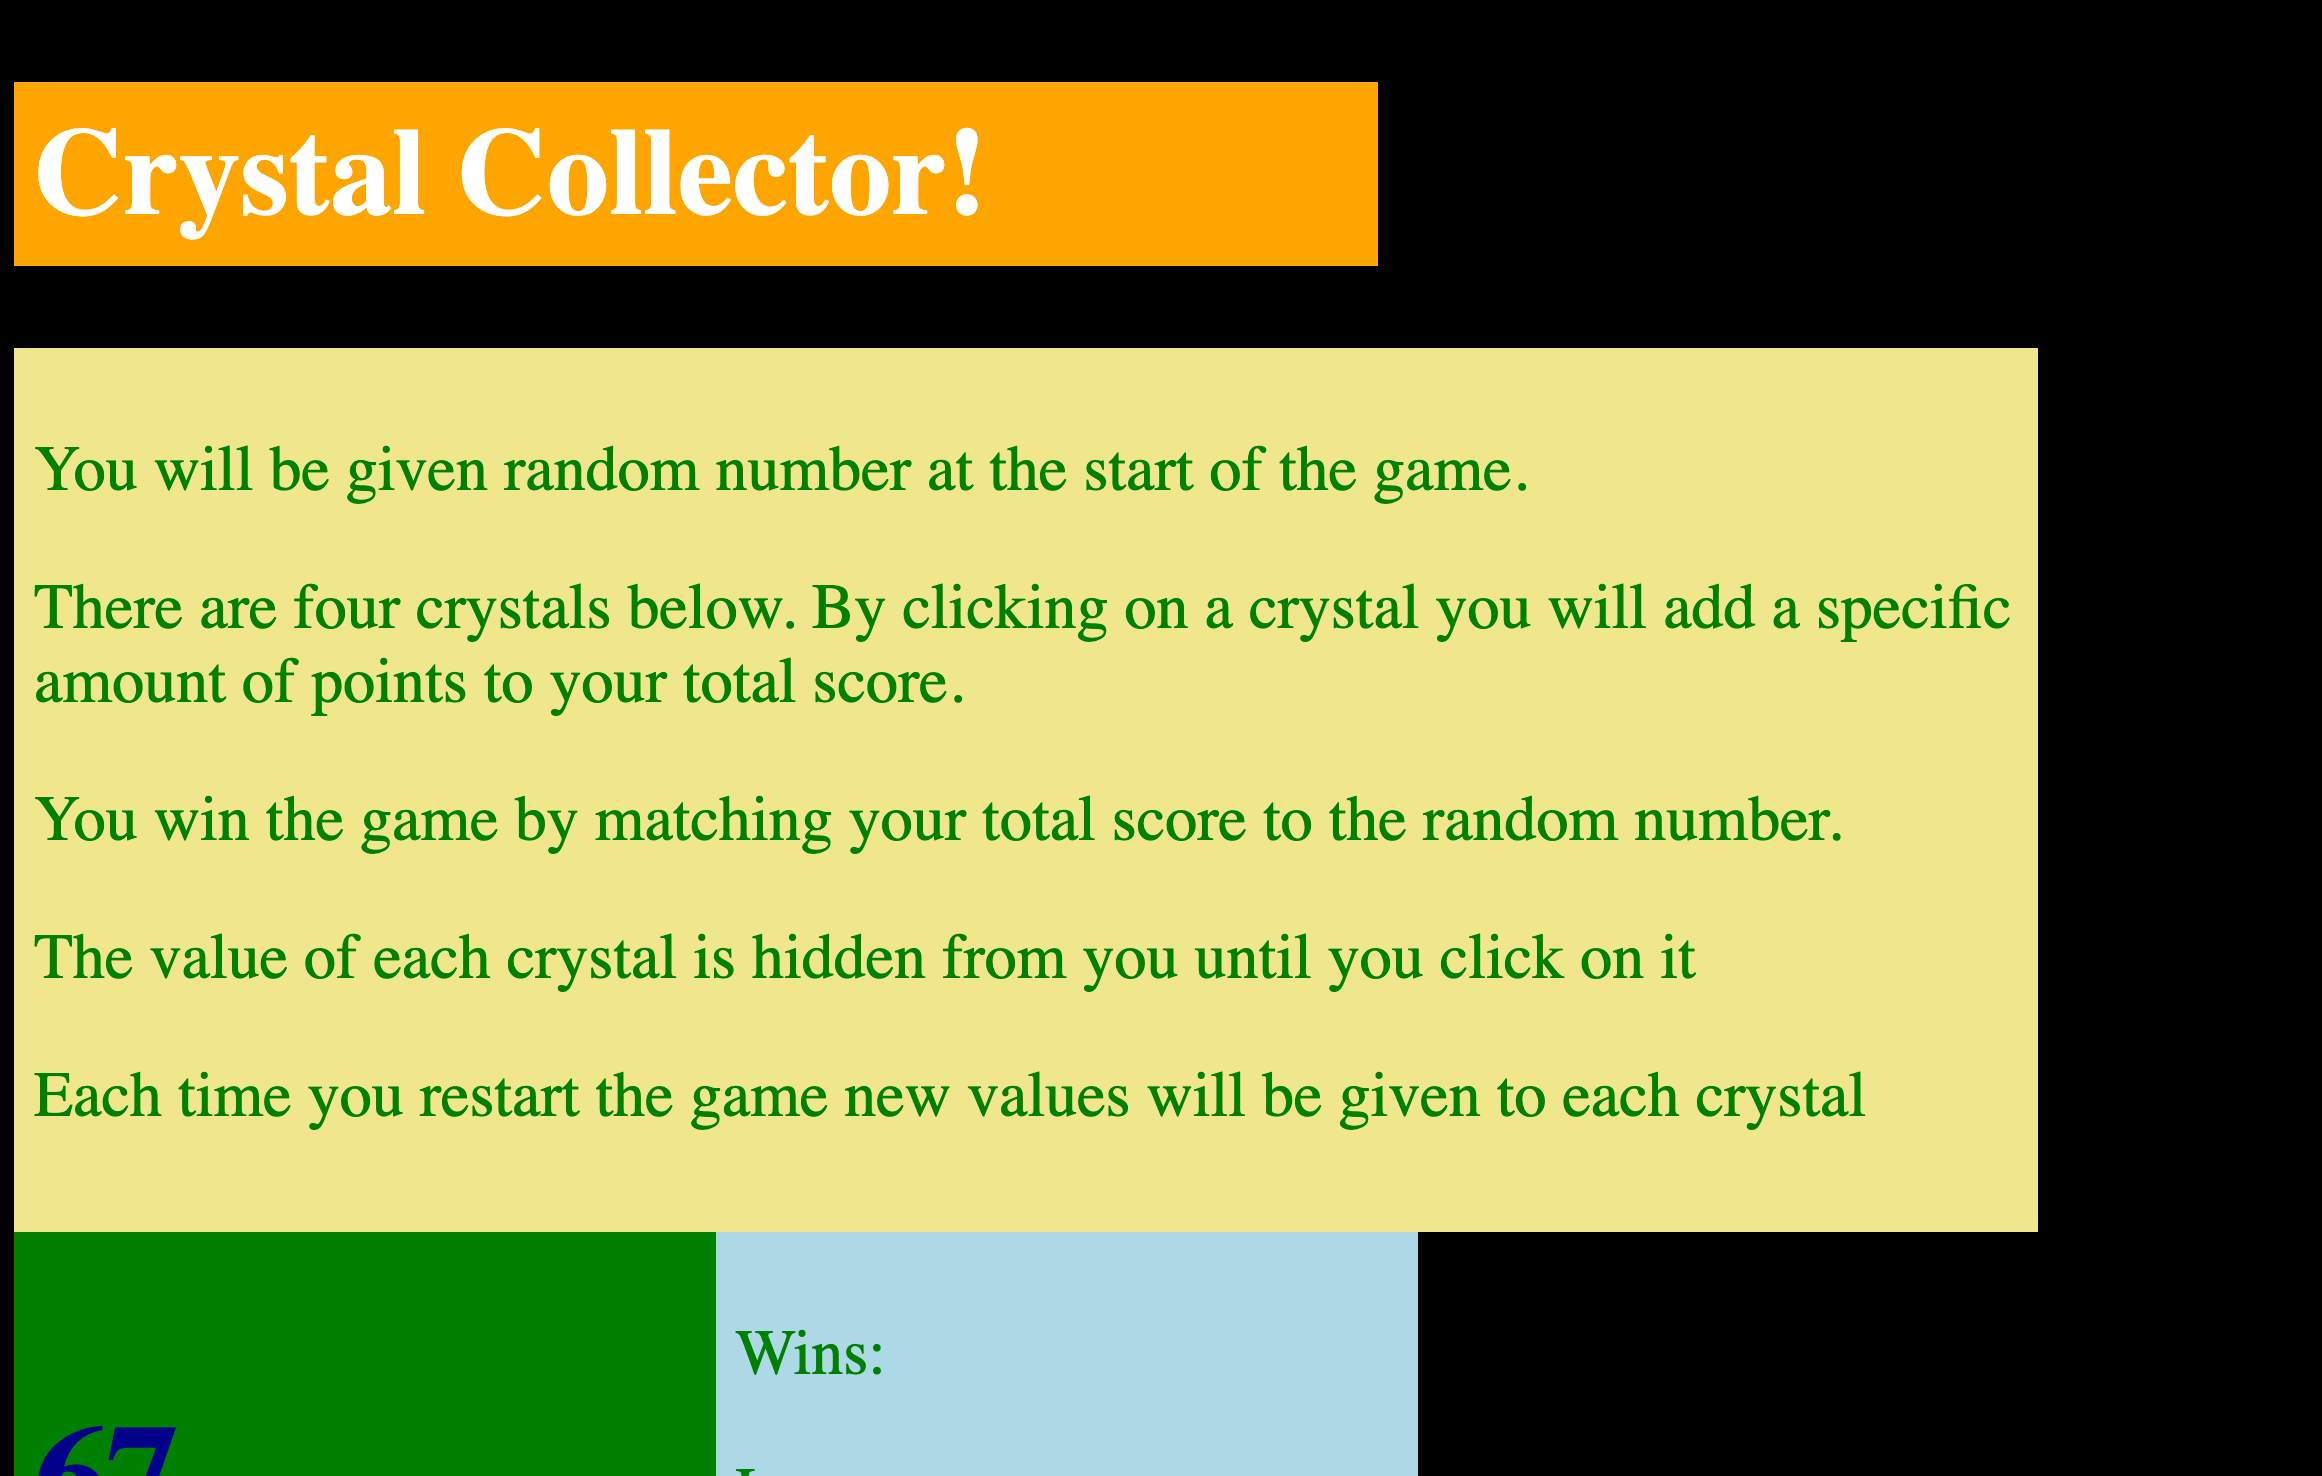 Crystal Collector!
You will be given random number at the start of the game.
There are four crystals below. By clicking on a crystal you will add a specific
amount of points to your total score.
You win the game by matching your total score to the random number.
The value of each crystal is hidden from you until you click on it
Each time you restart the game new values will be given to each crystal
Wins:
67